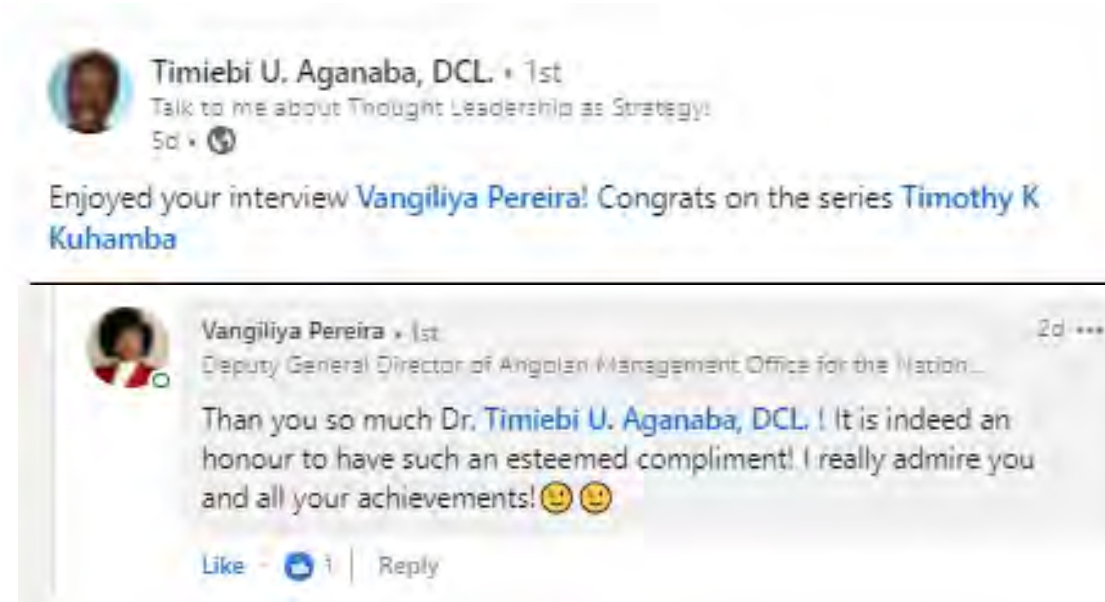 Timiebi U. Aganaba, DCL. • 1st
Talk to me about Thought Leadership as Strategy!
5d •
Enjoyed your interview Vangiliya Pereira! Congrats on the series Timothy K
Kuhamba
Vangiliya Pereira • 1st
2d •••
Deputy General Director of Angolan Management Office for the Nation...
Than you so much Dr. Timiebi U. Aganaba, DCL. ! It is indeed an
honour to have such an esteemed compliment! I really admire you
and all your achievements!😉😉
Like · 1 | Reply